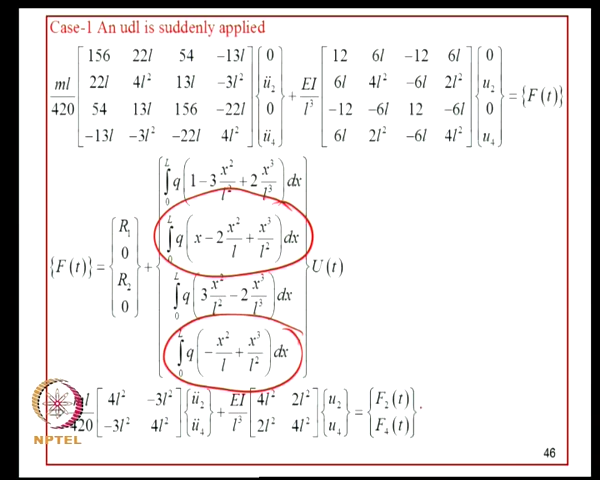 Case-1 An udl is suddenly applied
ml/420 [156 22l 54 −13l; 22l 4l² 13l −3l²; 54 13l 156 −22l; −13l −3l² −22l 4l²] {0; ü₂; 0; ü₄} + EI/l³ [12 6l −12 6l; 6l 4l² −6l 2l²; −12 −6l 12 −6l; 6l 2l² −6l 4l²] {0; u₂; 0; u₄} = {F(t)}
{F(t)} = {R₁; 0; R₂; 0} + {∫₀ᴸ q(1−3x²/l²+2x³/l³)dx; ∫₀ᴸ q(x−2x²/l+x³/l²)dx; ∫₀ᴸ q(3x²/l²−2x³/l³)dx; ∫₀ᴸ q(−x²/l+x³/l²)dx} U(t)
ml/420 [4l² −3l²; −3l² 4l²] {ü₂; ü₄} + EI/l³ [4l² 2l²; 2l² 4l²] {u₂; u₄} = {F₂(t); F₄(t)}.
NPTEL
46